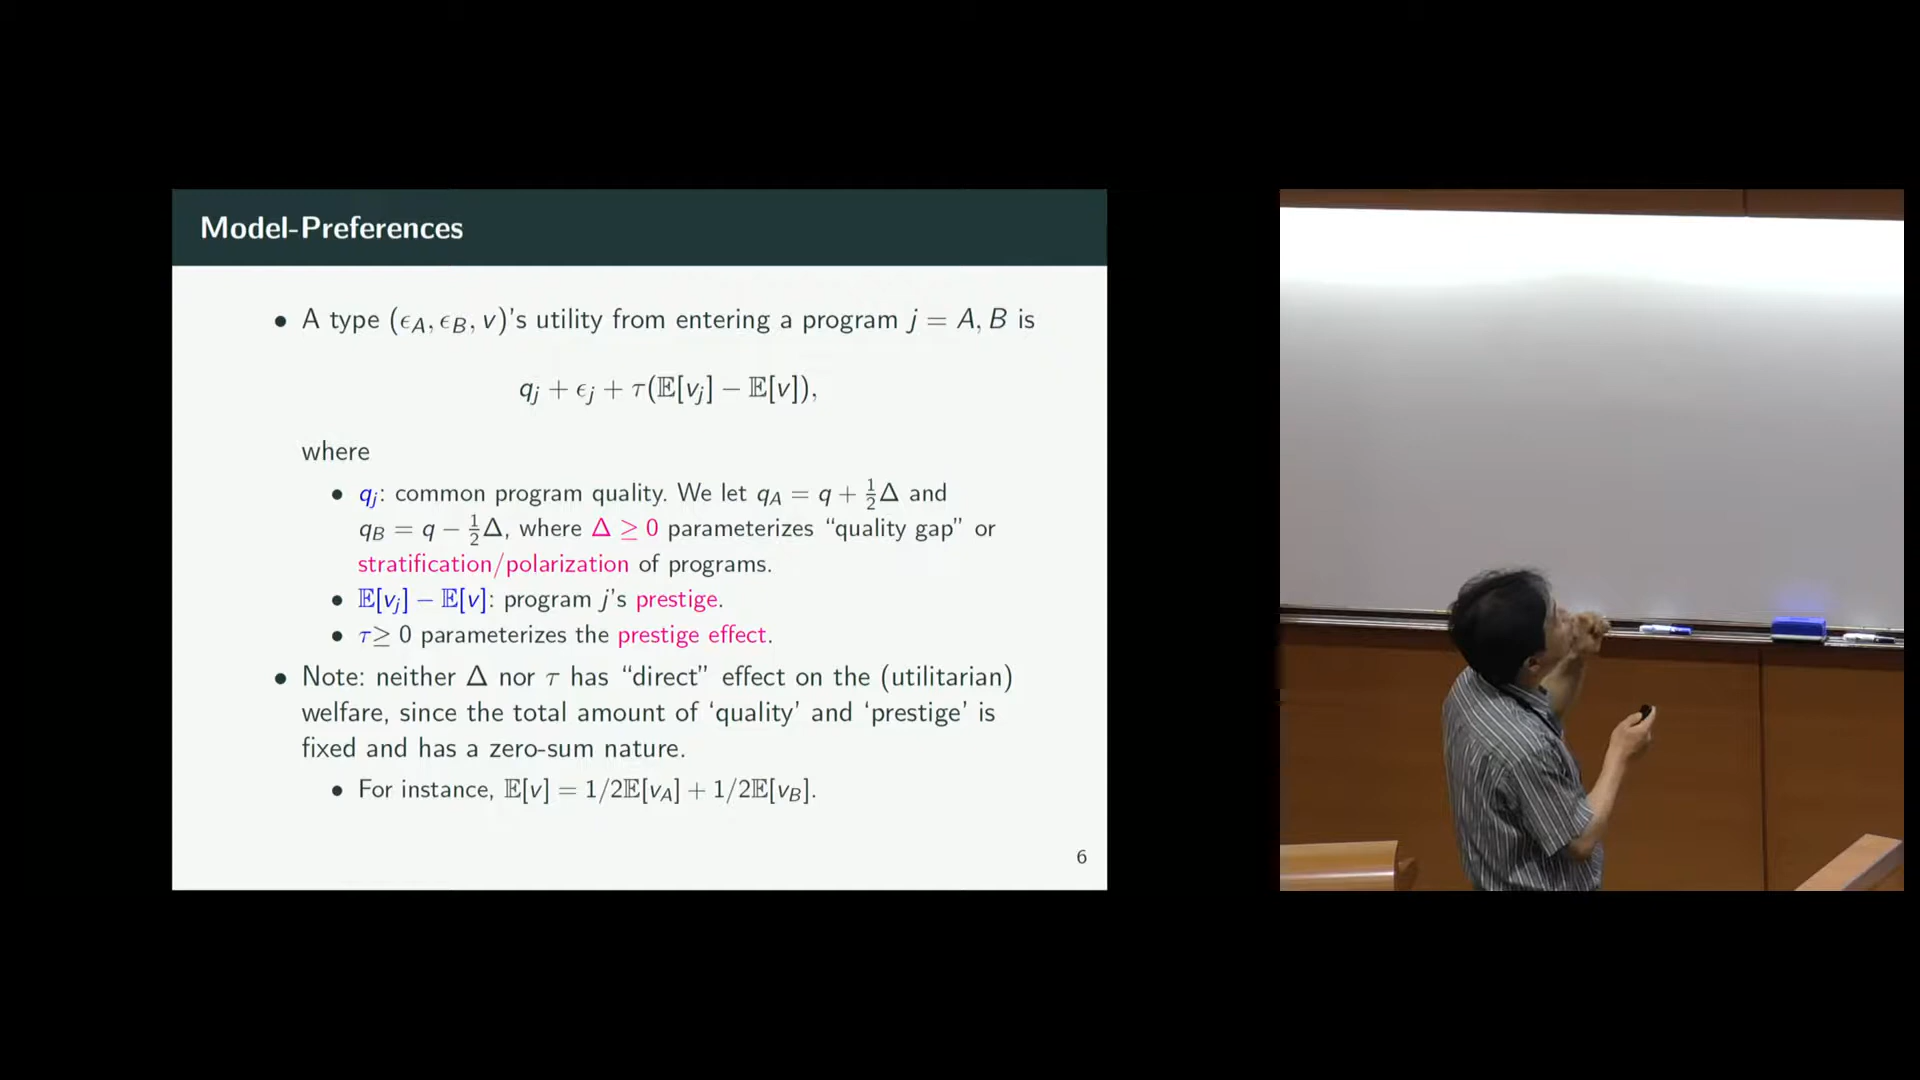 Model-Preferences
• A type (ϵ_A, ϵ_B, v)'s utility from entering a program j = A, B is
q_j + ϵ_j + τ(𝔼[v_j] − 𝔼[v]),
where
• q_j: common program quality. We let q_A = q + ½Δ and
q_B = q − ½Δ, where Δ ≥ 0 parameterizes “quality gap” or
stratification/polarization of programs.
• 𝔼[v_j] − 𝔼[v]: program j's prestige.
• τ≥ 0 parameterizes the prestige effect.
• Note: neither Δ nor τ has “direct” effect on the (utilitarian)
welfare, since the total amount of ‘quality’ and ‘prestige’ is
fixed and has a zero-sum nature.
• For instance, 𝔼[v] = 1/2𝔼[v_A] + 1/2𝔼[v_B].
6